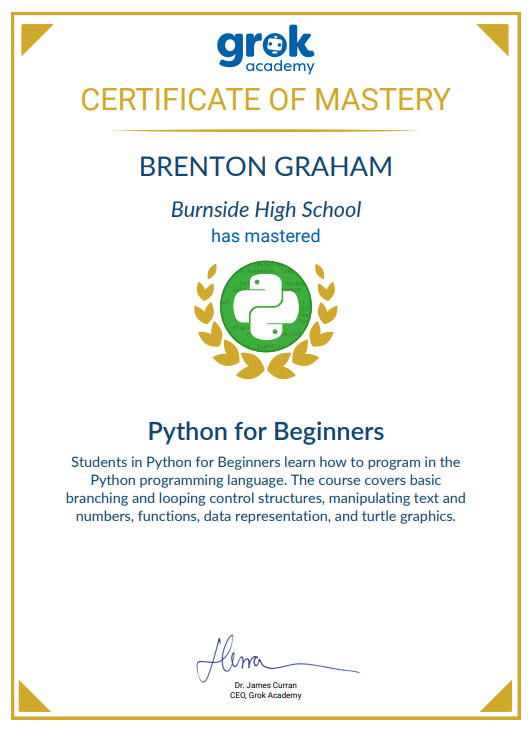 grok
academy
CERTIFICATE OF MASTERY
BRENTON GRAHAM
Burnside High School
has mastered
Python for Beginners
Students in Python for Beginners learn how to program in the
Python programming language. The course covers basic
branching and looping control structures, manipulating text and
numbers, functions, data representation, and turtle graphics.
Dr. James Curran
CEO, Grok Academy